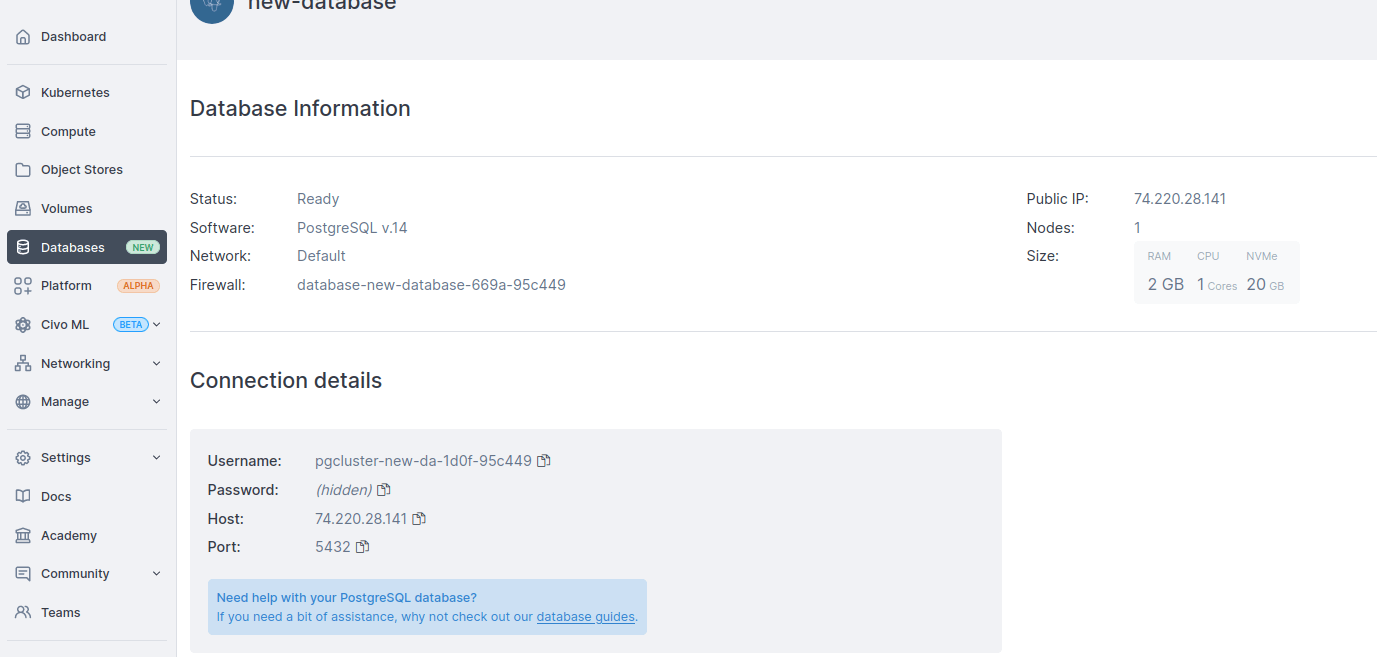 new-database
Dashboard
Kubernetes
Compute
Object Stores
Volumes
Databases NEW
Platform ALPHA
Civo ML BETA
Networking
Manage
Settings
Docs
Academy
Community
Teams
Database Information
Status: Ready
Software: PostgreSQL v.14
Network: Default
Firewall: database-new-database-669a-95c449
Public IP: 74.220.28.141
Nodes: 1
Size:
RAM CPU NVMe
2 GB 1 Cores 20 GB
Connection details
Username: pgcluster-new-da-1d0f-95c449
Password: (hidden)
Host: 74.220.28.141
Port: 5432
Need help with your PostgreSQL database?
If you need a bit of assistance, why not check out our database guides.